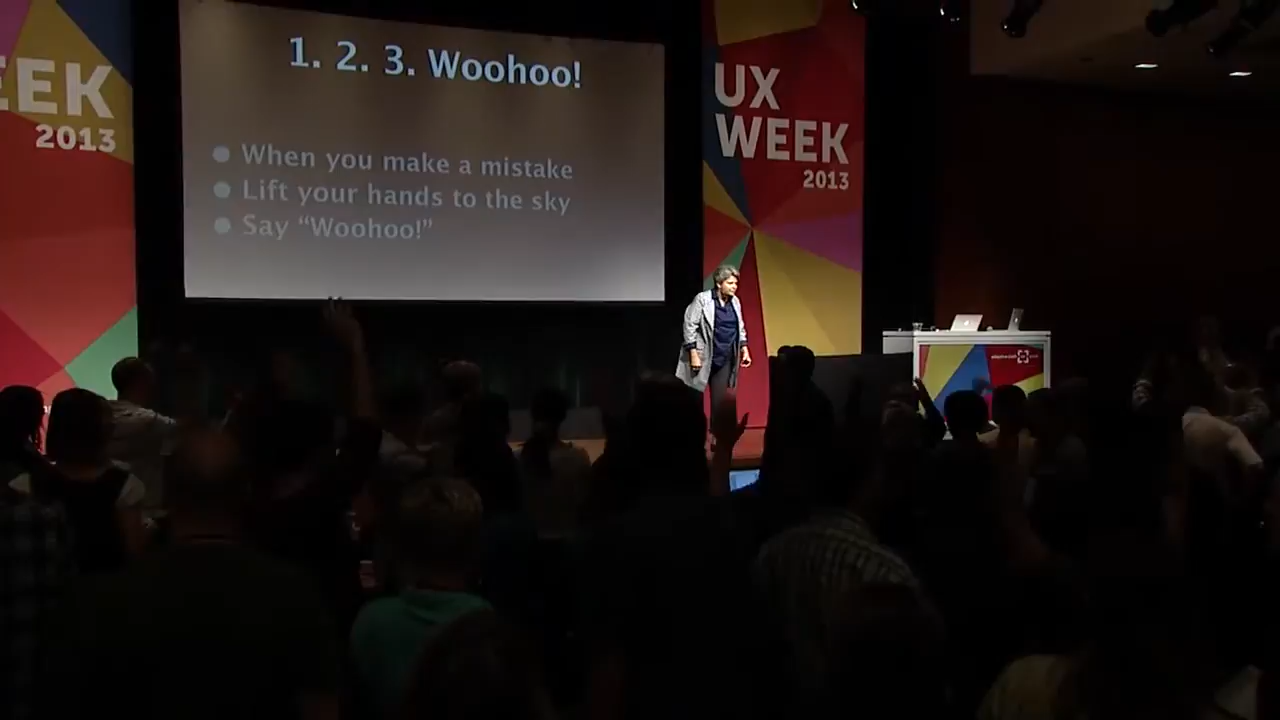 EEK
2013
1. 2. 3. Woohoo!
When you make a mistake
Lift your hands to the sky
Say “Woohoo!”
UX
WEEK
2013